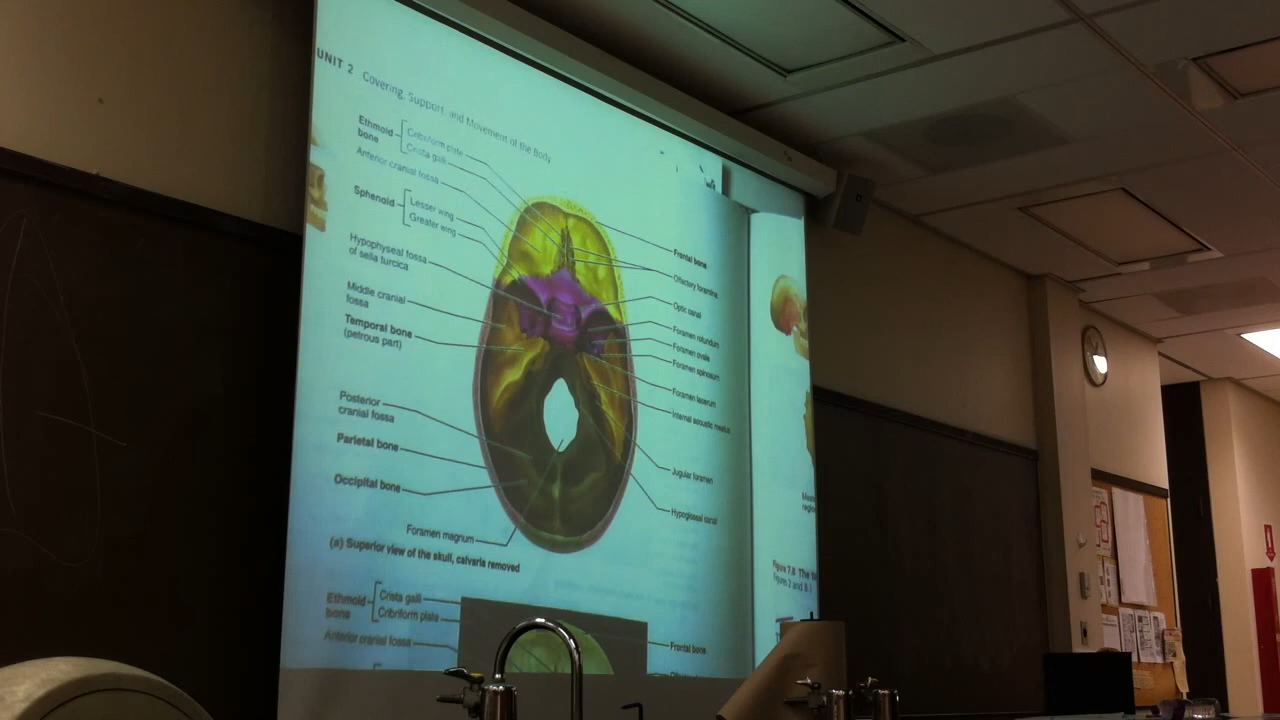 UNIT 2 Covering, Support, and Movement of the Body
Ethmoid
bone
Cribriform plate
Crista galli
Anterior cranial fossa
Sphenoid
Lesser wing
Greater wing
Hypophyseal fossa
of sella turcica
Middle cranial
fossa
Temporal bone
(petrous part)
Posterior
cranial fossa
Parietal bone
Occipital bone
Foramen magnum
Frontal bone
Olfactory foramina
Optic canal
Foramen rotundum
Foramen ovale
Foramen spinosum
Foramen lacerum
Internal acoustic meatus
Jugular foramen
Hypoglossal canal
(a) Superior view of the skull, calvaria removed
Ethmoid
bone
Crista galli
Cribriform plate
Anterior cranial fossa
Frontal bone
Figure 7.6 The